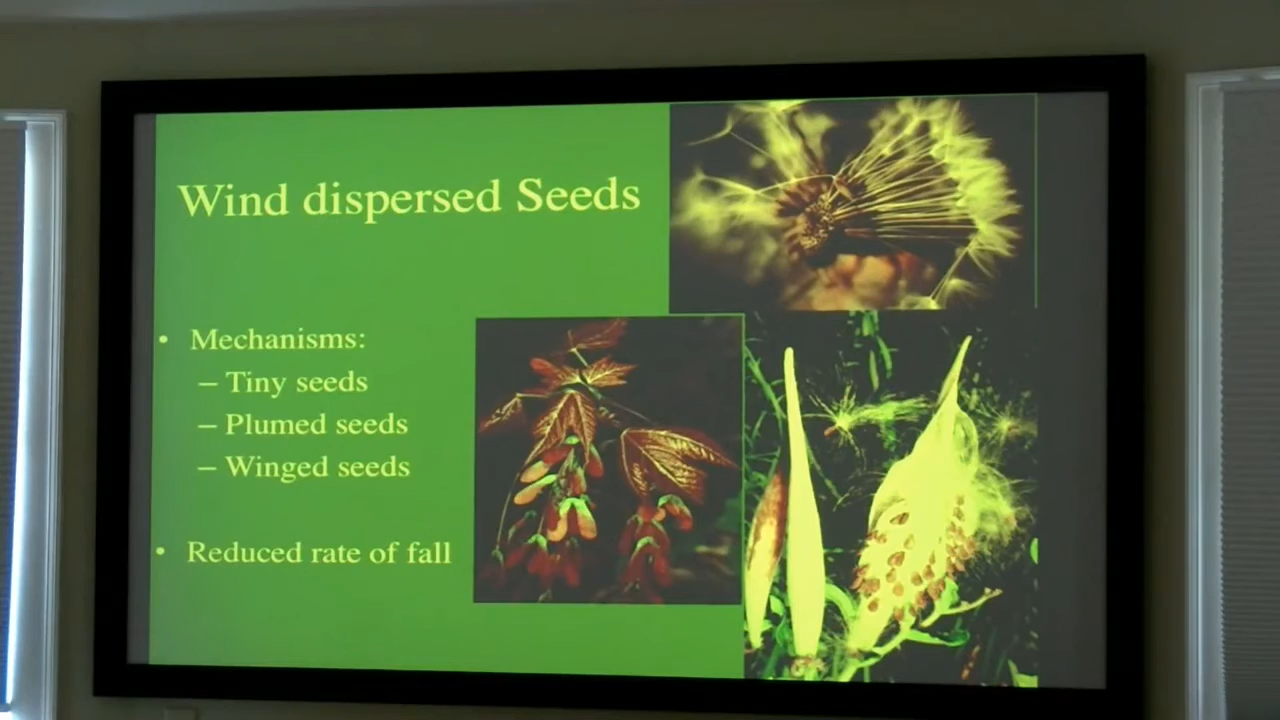 Wind dispersed Seeds
• Mechanisms:
– Tiny seeds
– Plumed seeds
– Winged seeds
• Reduced rate of fall